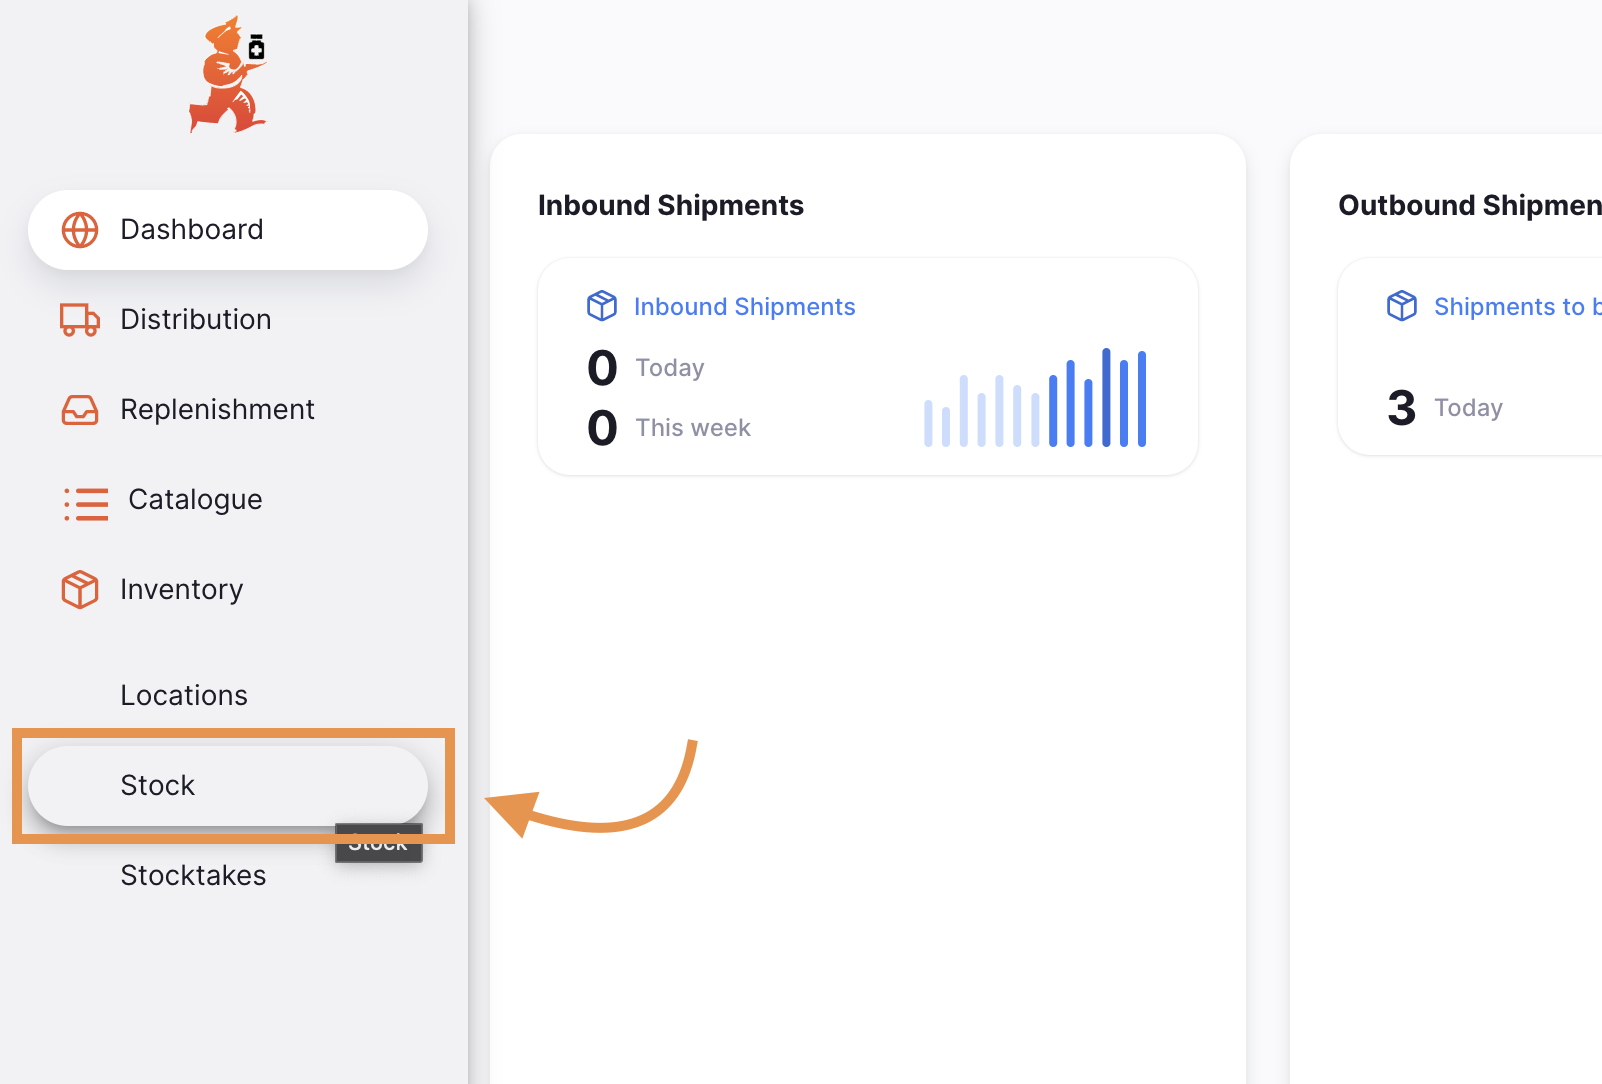 Dashboard
Distribution
Replenishment
Catalogue
Inventory
Locations
Stock
Stock
Stocktakes
Inbound Shipments
Inbound Shipments
0 Today
0 This week
Outbound Shipmen
Shipments to b
3 Today